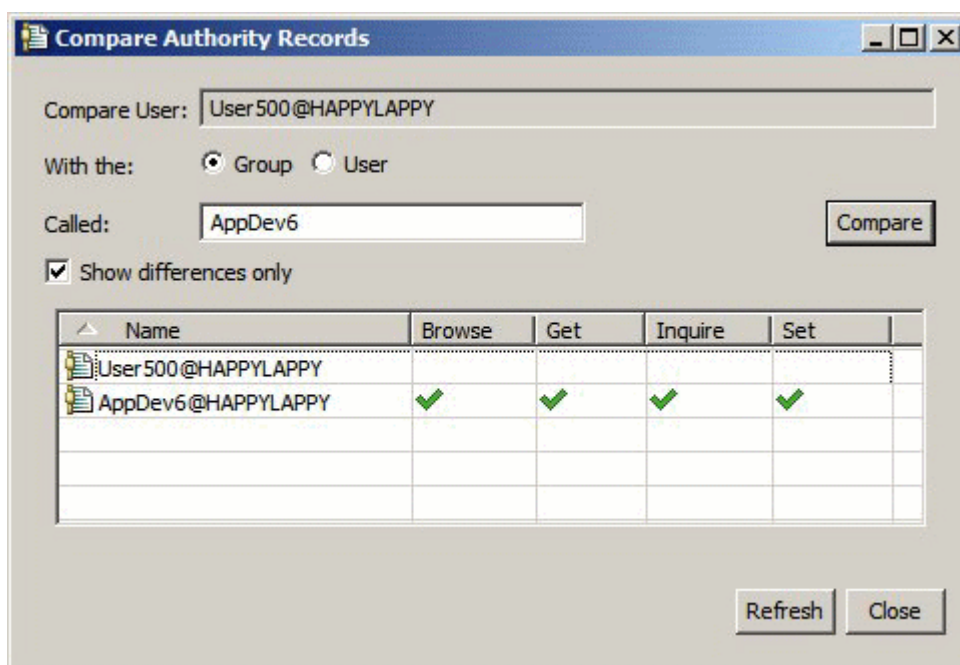 Compare Authority Records
Compare User: User500@HAPPYLAPPY
With the: Group User
Called: AppDev6 Compare
Show differences only
Name Browse Get Inquire Set
User500@HAPPYLAPPY
AppDev6@HAPPYLAPPY
Refresh Close